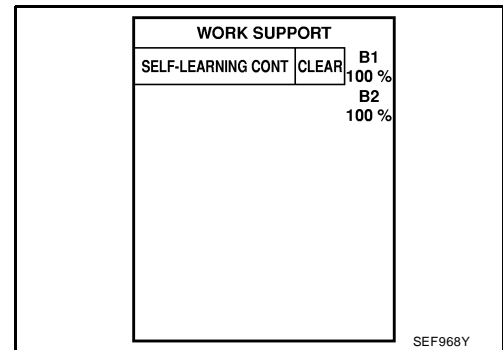 WORK SUPPORT
SELF-LEARNING CONT CLEAR B1
100 %
B2
100 %
SEF968Y